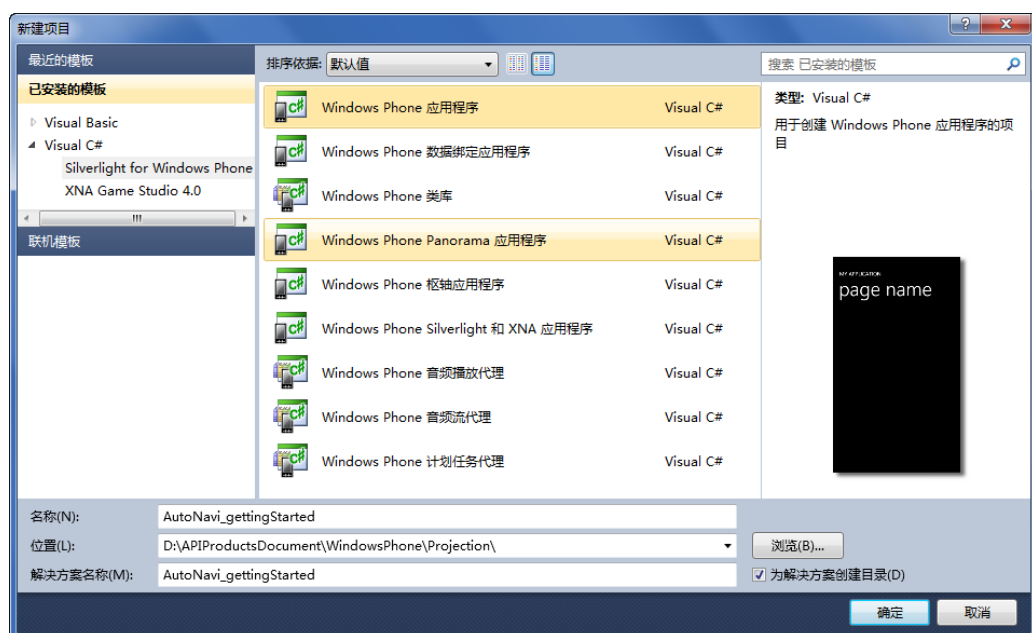 新建项目
最近的模板
已安装的模板
Visual Basic
Visual C#
Silverlight for Windows Phone
XNA Game Studio 4.0
联机模板
排序依据: 默认值
Windows Phone 应用程序 Visual C#
Windows Phone 数据绑定应用程序 Visual C#
Windows Phone 类库 Visual C#
Windows Phone Panorama 应用程序 Visual C#
Windows Phone 枢轴应用程序 Visual C#
Windows Phone Silverlight 和 XNA 应用程序 Visual C#
Windows Phone 音频播放代理 Visual C#
Windows Phone 音频流代理 Visual C#
Windows Phone 计划任务代理 Visual C#
搜索 已安装的模板
类型: Visual C#
用于创建 Windows Phone 应用程序的项
目
MY APPLICATION
page name
名称(N): AutoNavi_gettingStarted
位置(L): D:\APIProductsDocument\WindowsPhone\Projection\ 浏览(B)...
解决方案名称(M): AutoNavi_gettingStarted 为解决方案创建目录(D)
确定 取消